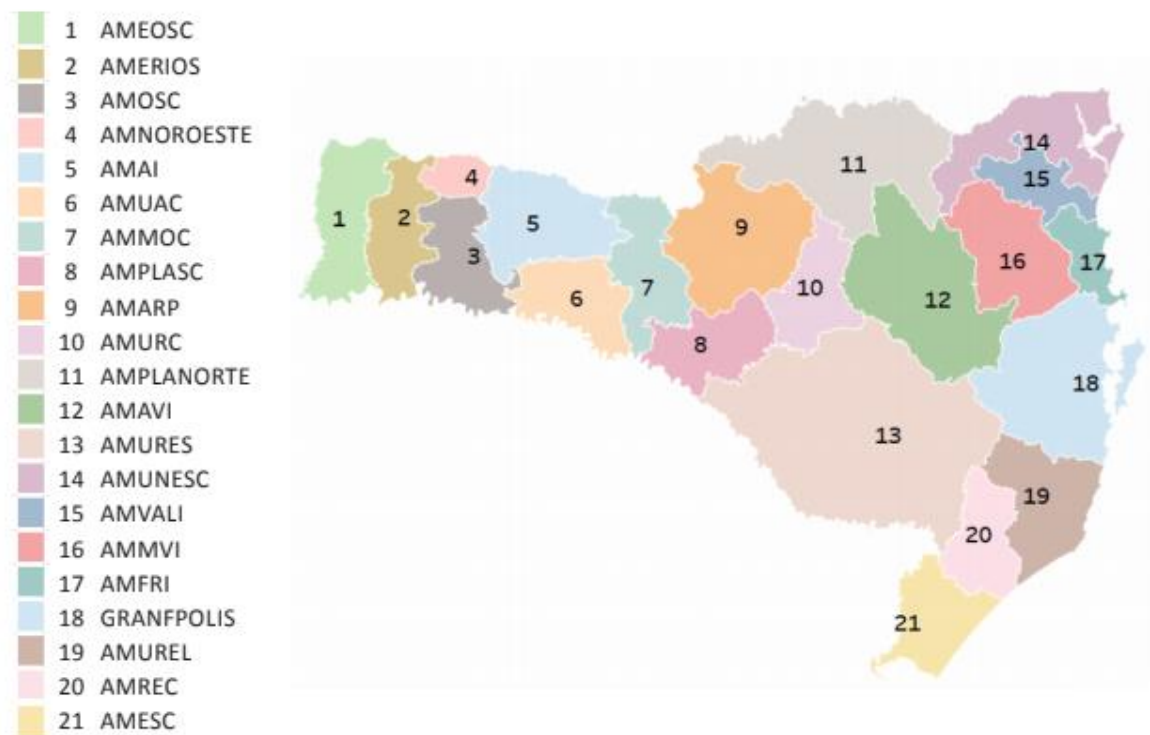 1 AMEOSC
2 AMERIOS
3 AMOSC
4 AMNOROESTE
5 AMAI
6 AMUAC
7 AMMOC
8 AMPLASC
9 AMARP
10 AMURC
11 AMPLANORTE
12 AMAVI
13 AMURES
14 AMUNESC
15 AMVALI
16 AMMVI
17 AMFRI
18 GRANFPOLIS
19 AMUREL
20 AMREC
21 AMESC
14
11
4
15
1
2
5
9
3
16
17
6
7
10
12
8
18
13
19
20
21